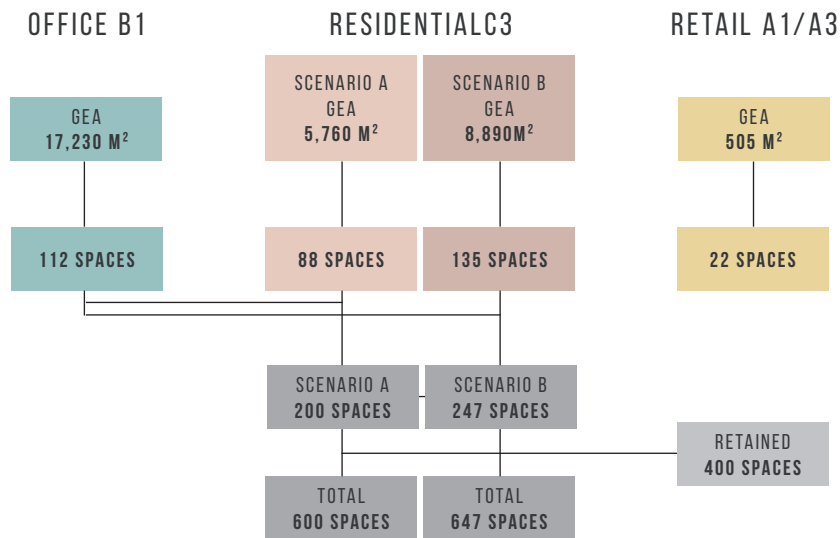 OFFICE B1
RESIDENTIALC3
RETAIL A1/A3
GEA
17,230 M²
SCENARIO A
GEA
5,760 M²
SCENARIO B
GEA
8,890M²
GEA
505 M²
112 SPACES
88 SPACES
135 SPACES
22 SPACES
SCENARIO A
200 SPACES
SCENARIO B
247 SPACES
RETAINED
400 SPACES
TOTAL
600 SPACES
TOTAL
647 SPACES